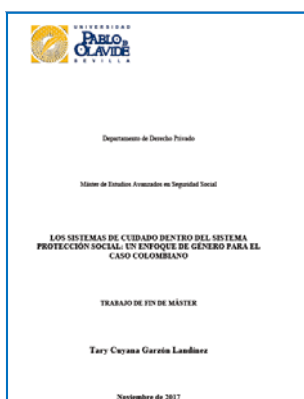 UNIVERSIDAD
PABLO DE
OLAVIDE
SEVILLA
Departamento de Derecho Privado
Máster de Estudios Avanzados en Seguridad Social
LOS SISTEMAS DE CUIDADO DENTRO DEL SISTEMA
PROTECCIÓN SOCIAL: UN ENFOQUE DE GÉNERO PARA EL
CASO COLOMBIANO
TRABAJO DE FIN DE MÁSTER
Tary Cuyana Garzón Landínez
Noviembre de 2017